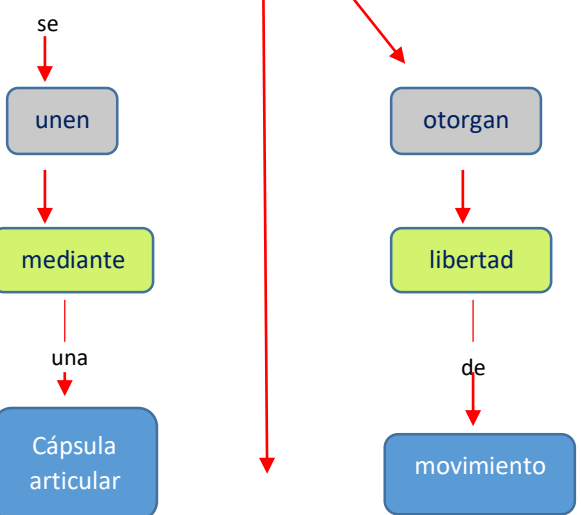 se
unen
mediante
una
Cápsula
articular
otorgan
libertad
de
movimiento